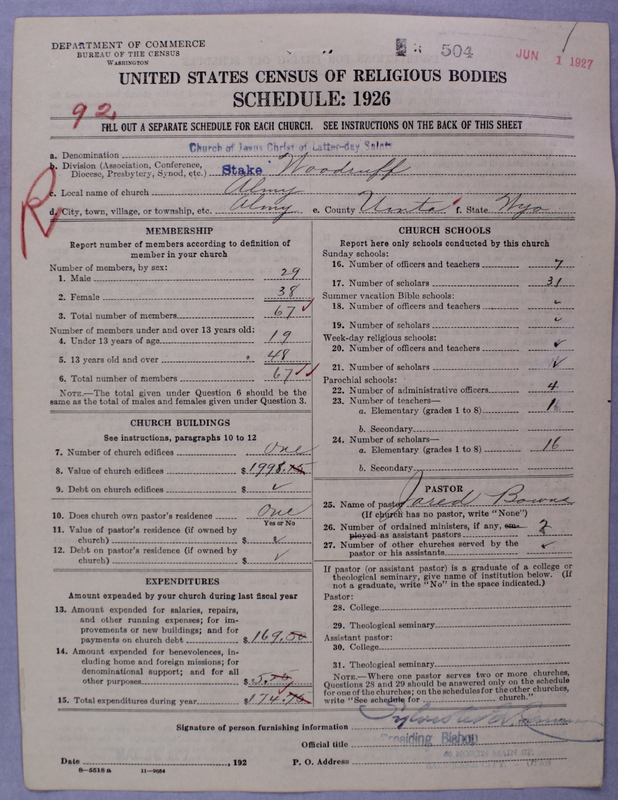 DEPARTMENT OF COMMERCE
BUREAU OF THE CENSUS
WASHINGTON
504
JUN 1 1927
UNITED STATES CENSUS OF RELIGIOUS BODIES
SCHEDULE: 1926
92
FILL OUT A SEPARATE SCHEDULE FOR EACH CHURCH. SEE INSTRUCTIONS ON THE BACK OF THIS SHEET
R
a. Denomination Church of Jesus Christ of Latter-day Saints
b. Division (Association, Conference, Diocese, Presbytery, Synod, etc.) Stake Woodruff
c. Local name of church Almy
d. City, town, village, or township, etc. Almy e. County Uinta f. State Wyo
MEMBERSHIP
Report number of members according to definition of
member in your church
Number of members, by sex:
1. Male 29
2. Female 38
3. Total number of members 67
Number of members under and over 13 years old:
4. Under 13 years of age 19
5. 13 years old and over 48
6. Total number of members 67
NOTE.—The total given under Question 6 should be
same as the total of males and females given under Question 3.
CHURCH BUILDINGS
See instructions, paragraphs 10 to 12
7. Number of church edifices one
8. Value of church edifices $ 1998.
9. Debt on church edifices $ ✓
10. Does church own pastor's residence one
Yes or No
11. Value of pastor's residence (if owned by
church) $ ✓
12. Debt on pastor's residence (if owned by
church) $ ✓
EXPENDITURES
Amount expended by your church during last fiscal year
13. Amount expended for salaries, repairs,
and other running expenses; for im-
provements or new buildings; and for
payments on church debt $ 169.00
14. Amount expended for benevolences, in-
cluding home and foreign missions; for
denominational support; and for all
other purposes $ 5.
15. Total expenditures during year $ 174.
CHURCH SCHOOLS
Report here only schools conducted by this church
Sunday schools:
16. Number of officers and teachers 7
17. Number of scholars 31
Summer vacation Bible schools:
18. Number of officers and teachers ✓
19. Number of scholars ✓
Week-day religious schools:
20. Number of officers and teachers ✓
21. Number of scholars ✓
Parochial schools:
22. Number of administrative officers 4
23. Number of teachers—
a. Elementary (grades 1 to 8) 1
b. Secondary
24. Number of scholars—
a. Elementary (grades 1 to 8) 16
b. Secondary
PASTOR
25. Name of pastor Jared Bowns
(If church has no pastor, write "None")
26. Number of ordained ministers, if any, em-
ployed as assistant pastors 2
27. Number of other churches served by the
pastor or his assistants ✓
If pastor (or assistant pastor) is a graduate of a college or
theological seminary, give name of institution below. (If
not a graduate, write "No" in the space indicated.)
Pastor:
28. College
29. Theological seminary
Assistant pastor:
30. College
31. Theological seminary
NOTE.—Where one pastor serves two or more churches,
Questions 28 and 29 should be answered only on the schedule
for one of the churches; on the schedules for the other churches,
write "See schedule for church."
Signature of person furnishing information
Official title Presiding Bishop
Date , 192 P. O. Address
8-5518a 11-9054